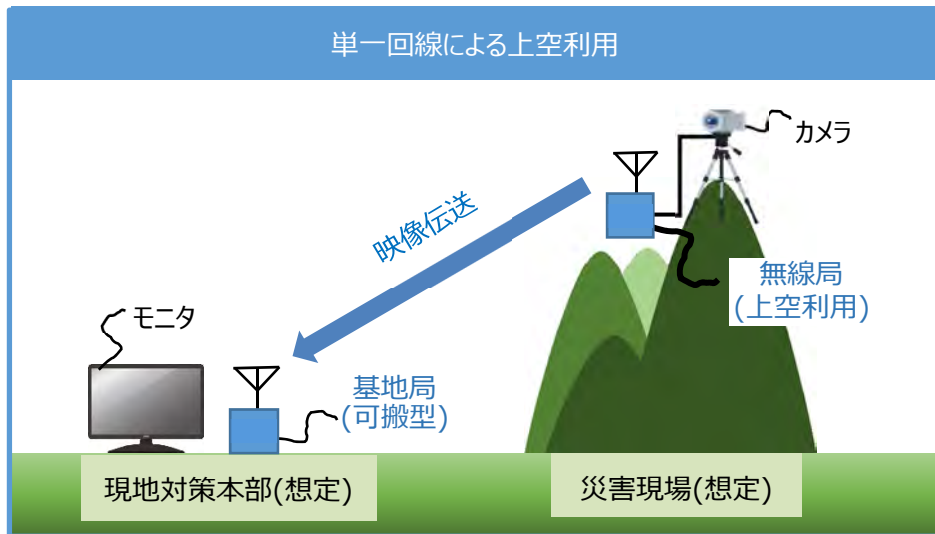 単一回線による上空利用
カメラ
映像伝送
無線局
(上空利用)
モニタ
基地局
(可搬型)
現地対策本部(想定)
災害現場(想定)